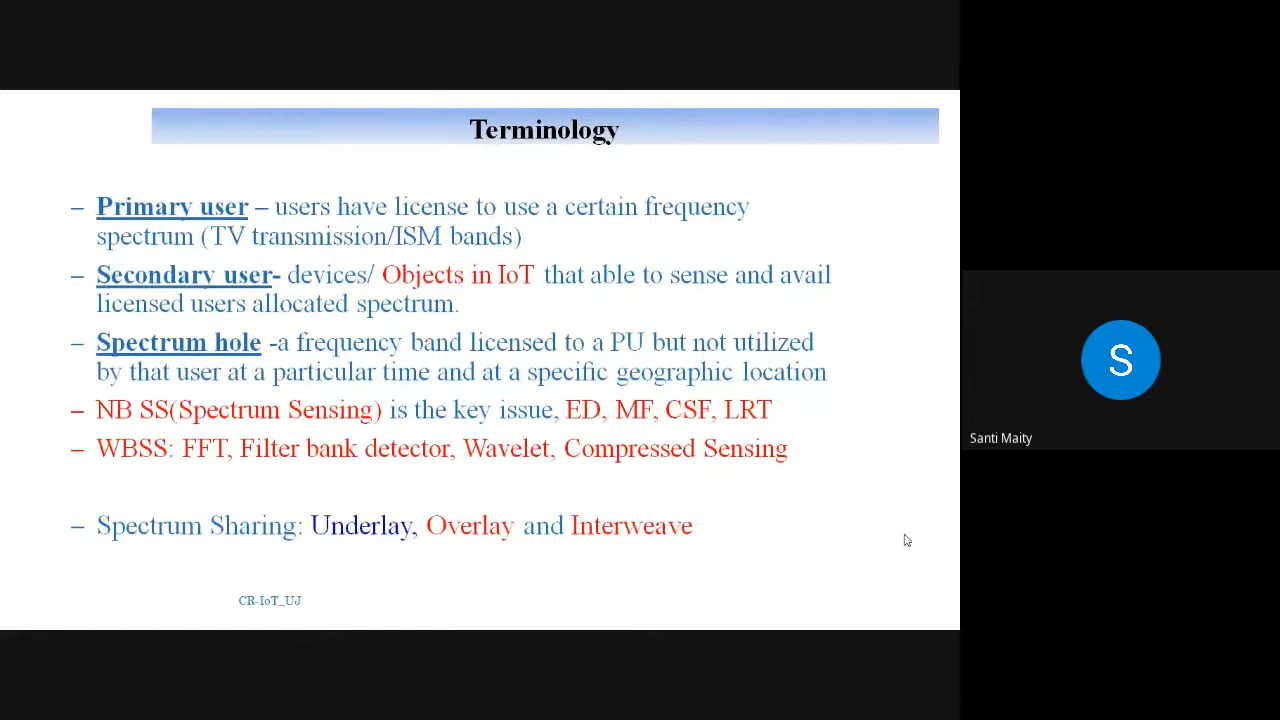 Terminology
– Primary user – users have license to use a certain frequency
spectrum (TV transmission/ISM bands)
– Secondary user- devices/ Objects in IoT that able to sense and avail
licensed users allocated spectrum.
– Spectrum hole -a frequency band licensed to a PU but not utilized
by that user at a particular time and at a specific geographic location
– NB SS(Spectrum Sensing) is the key issue, ED, MF, CSF, LRT
– WBSS: FFT, Filter bank detector, Wavelet, Compressed Sensing
– Spectrum Sharing: Underlay, Overlay and Interweave
CR-IoT_UJ
S
Santi Maity